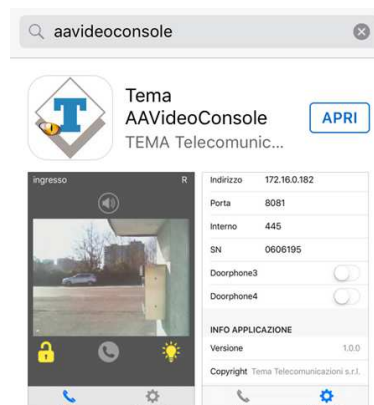 aavideoconsole
Tema
AAVideoConsole
TEMA Telecomunic...
APRI
T
ingresso R
Indirizzo 172.16.0.182
Porta 8081
Interno 445
SN 0606195
Doorphone3
Doorphone4
INFO APPLICAZIONE
Versione 1.0.0
Copyright Tema Telecomunicazioni s.r.l.